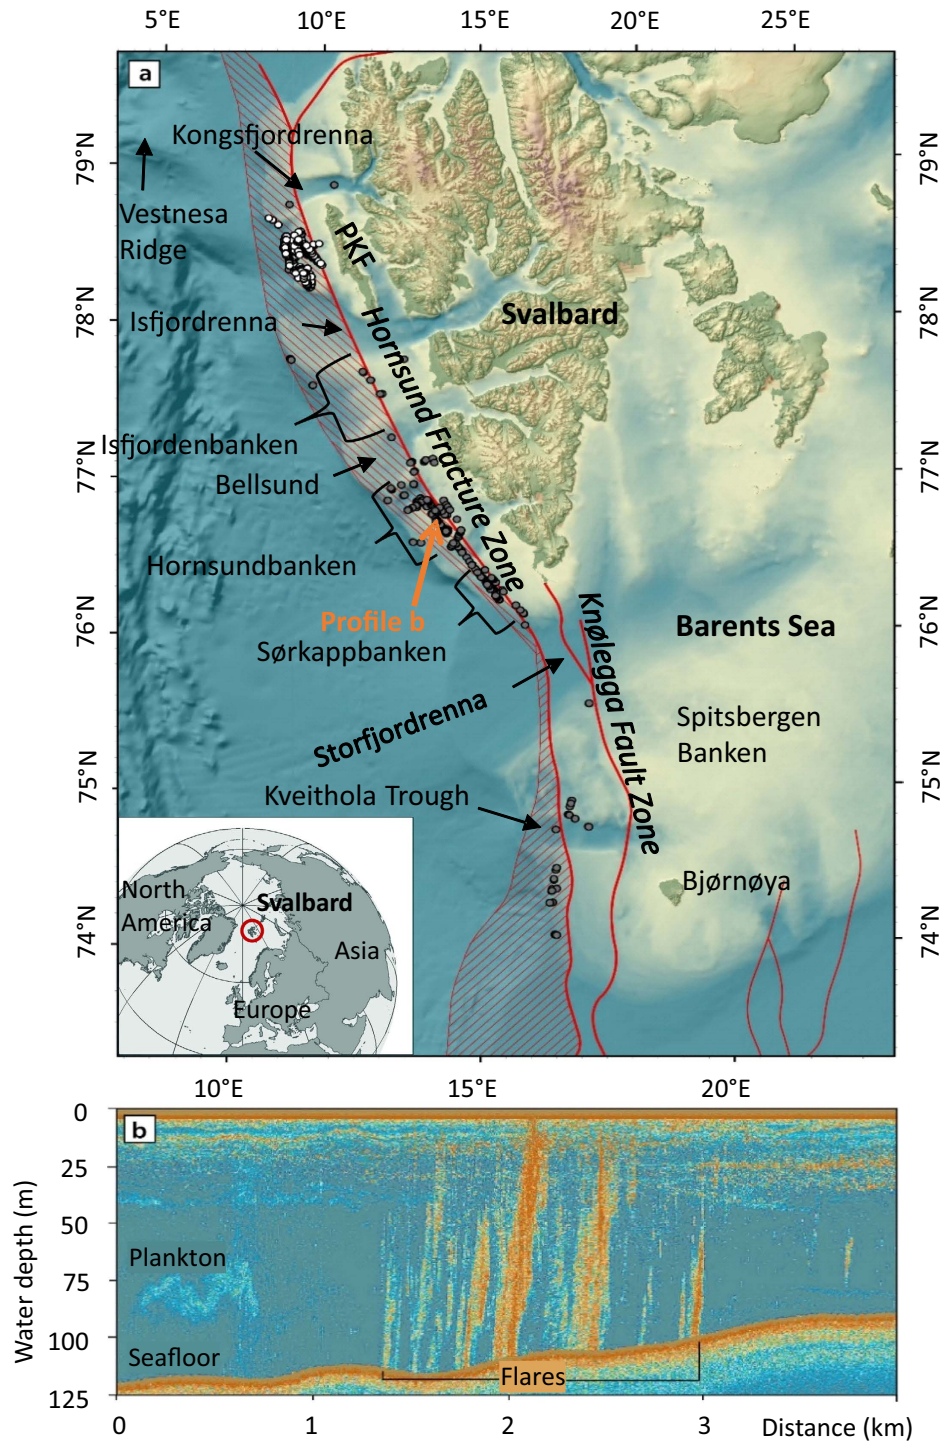 5°E 10°E 15°E 20°E 25°E
a
Kongsfjordrenna
79°N
79°N
Vestnesa
Ridge
PKF
78°N
78°N
Isfjordrenna
Svalbard
Hornsund Fracture Zone
Isfjordenbanken
77°N
77°N
Bellsund
Hornsundbanken
Profile b
76°N
76°N
Sørkappbanken
Knølegga Fault Zone
Barents Sea
Storfjordrenna
Spitsbergen
Banken
75°N
75°N
Kveithola Trough
Bjørnøya
74°N
74°N
North
America
Svalbard
Asia
Europe
10°E 15°E 20°E
b
0
25
50
75
100
125
Water depth (m)
Plankton
Seafloor
Flares
0 1 2 3 Distance (km)